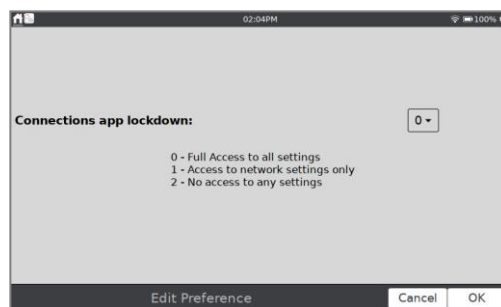 02:04PM
100%
Connections app lockdown:
0
0 - Full Access to all settings
1 - Access to network settings only
2 - No access to any settings
Edit Preference
Cancel
OK